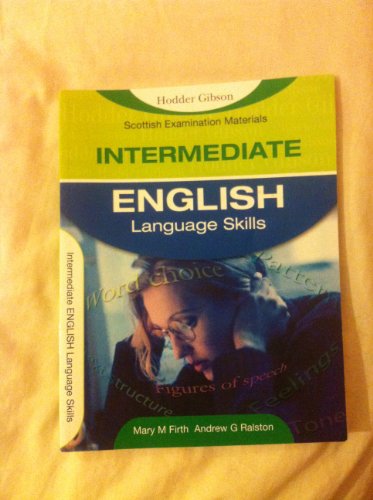 Hodder Gibson
Scottish Examination Materials
INTERMEDIATE
ENGLISH
Language Skills
Pattern
Word choice
structure
Figures of speech
Feelings
Tone
Mary M Firth Andrew G Ralston
Intermediate ENGLISH Language Skills